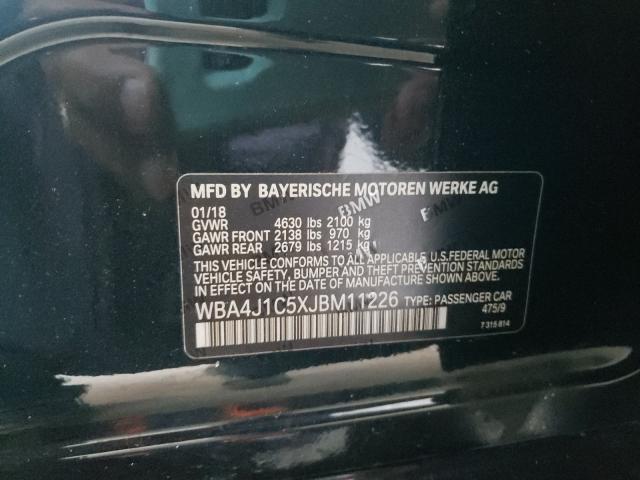 MFD BY BAYERISCHE MOTOREN WERKE AG
01/18
GVWR 4630 lbs 2100 kg
GAWR FRONT 2138 lbs 970 kg
GAWR REAR 2679 lbs 1215 kg
THIS VEHICLE CONFORMS TO ALL APPLICABLE U.S.FEDERAL MOTOR
VEHICLE SAFETY, BUMPER AND THEFT PREVENTION STANDARDS
IN EFFECT ON THE DATE OF MANUFACTURE SHOWN ABOVE.
WBA4J1C5XJBM11226 TYPE: PASSENGER CAR
475/9
7 315 814
BMW
BMW